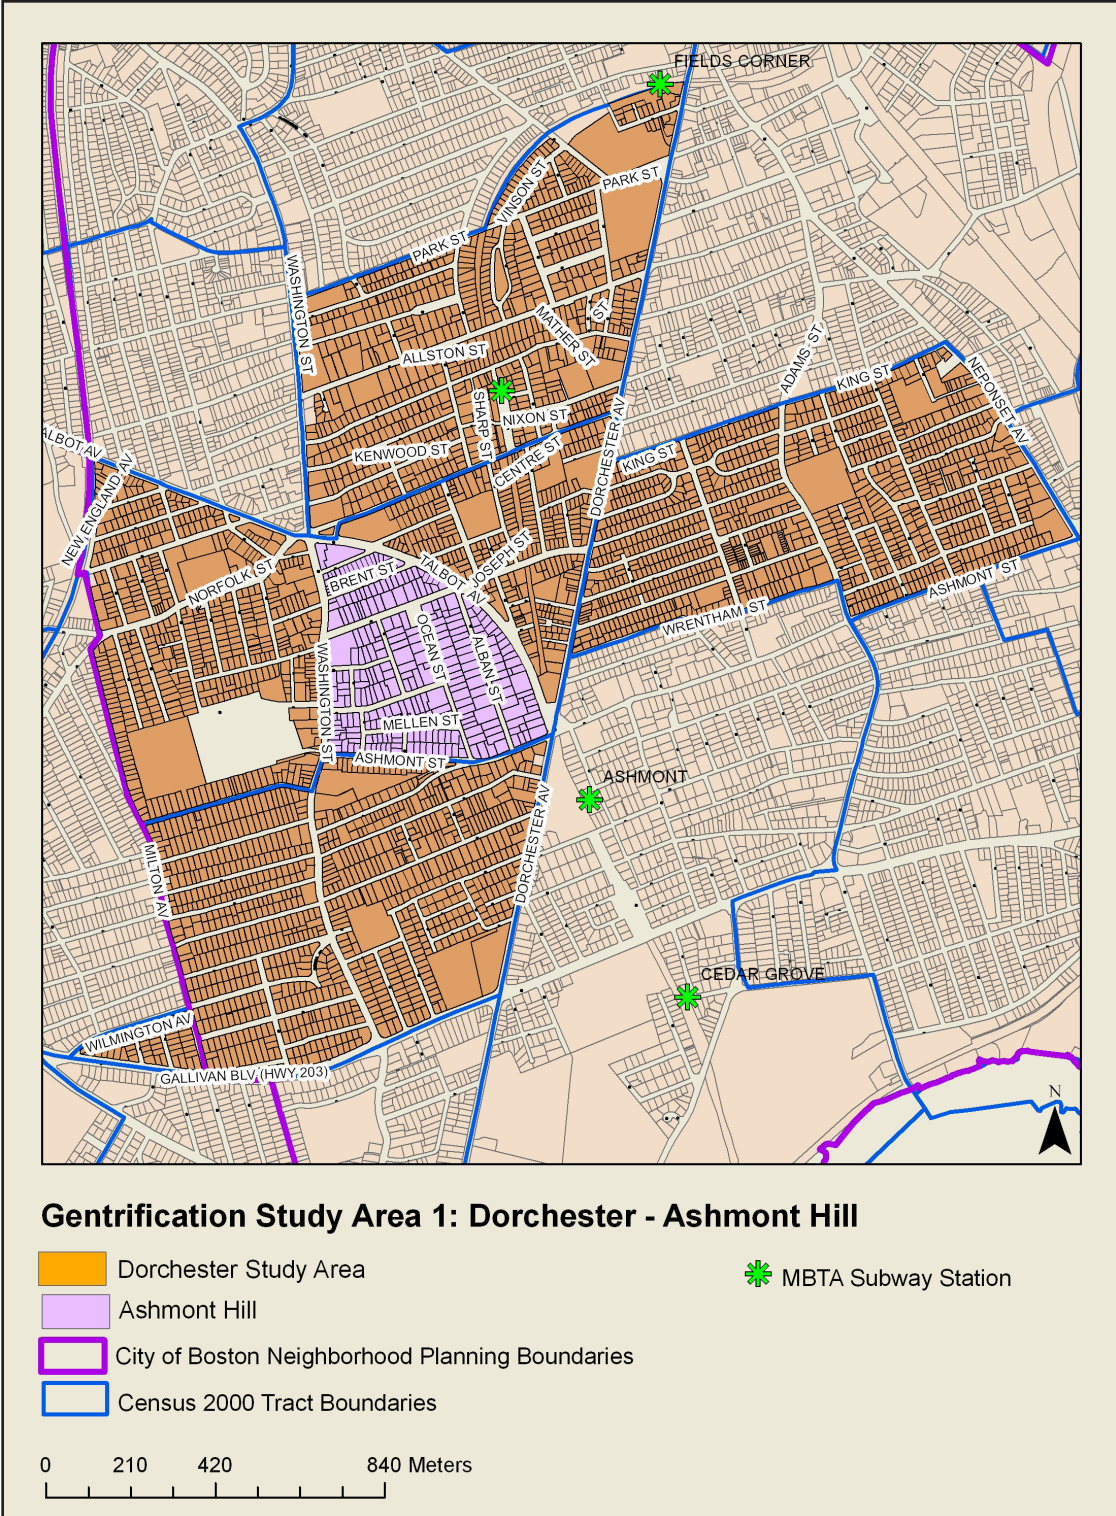 FIELDS CORNER
PARK ST
VINSON ST
PARK ST
WASHINGTON ST
MATHER ST
ST
ALLSTON ST
ADAMS ST
KING ST
NEPONSET AV
SHARP ST
NIXON ST
DORCHESTER AV
KENWOOD ST
CENTRE ST
KING ST
ALBOT AV
NEW ENGLAND AV
JOSEPH ST
TALBOT AV
NORFOLK ST
BRENT ST
ASHMONT ST
WRENTHAM ST
OCEAN ST
ALBAN ST
WASHINGTON ST
MELLEN ST
ASHMONT ST
ASHMONT
DORCHESTER AV
MILTON AV
CEDAR GROVE
WILMINGTON AV
GALLIVAN BLV (HWY 203)
N
Gentrification Study Area 1: Dorchester - Ashmont Hill
Dorchester Study Area
MBTA Subway Station
Ashmont Hill
City of Boston Neighborhood Planning Boundaries
Census 2000 Tract Boundaries
0 210 420 840 Meters